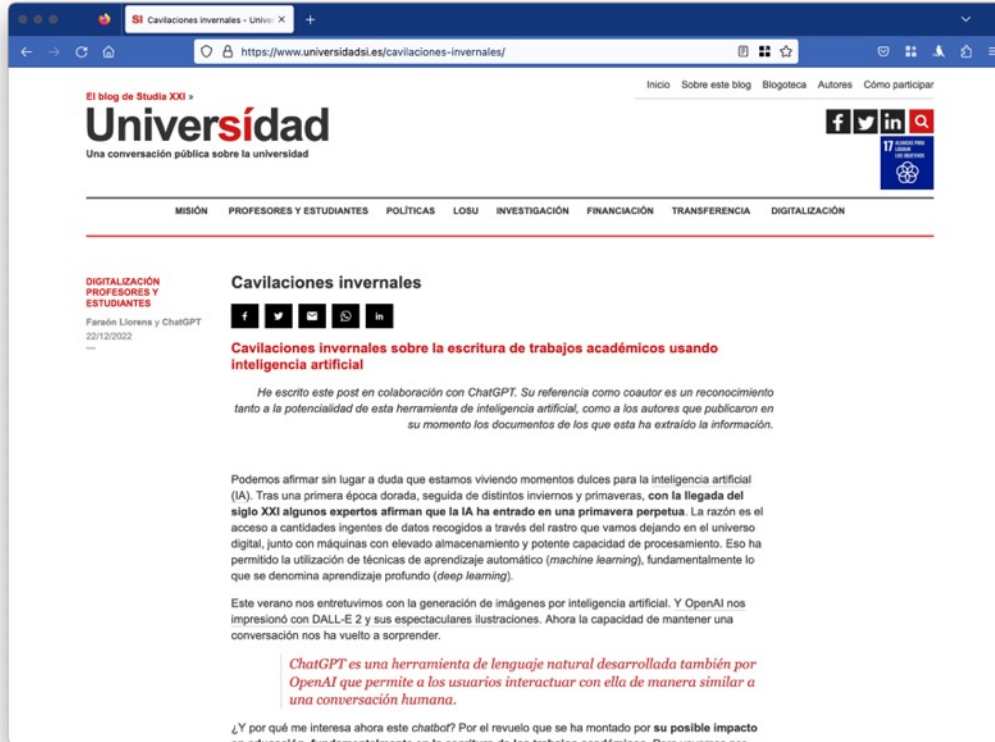 SI Cavilaciones invernales - Univer
https://www.universidadsi.es/cavilaciones-invernales/
Inicio Sobre este blog Blogoteca Autores Cómo participar
El blog de Studia XXI »
Universídad
Una conversación pública sobre la universidad
17 ALIANZAS PARA
LOGRAR
LOS OBJETIVOS
MISIÓN PROFESORES Y ESTUDIANTES POLÍTICAS LOSU INVESTIGACIÓN FINANCIACIÓN TRANSFERENCIA DIGITALIZACIÓN
DIGITALIZACIÓN
PROFESORES Y
ESTUDIANTES
Faraón Llorens y ChatGPT
22/12/2022
Cavilaciones invernales
Cavilaciones invernales sobre la escritura de trabajos académicos usando
inteligencia artificial
He escrito este post en colaboración con ChatGPT. Su referencia como coautor es un reconocimiento
tanto a la potencialidad de esta herramienta de inteligencia artificial, como a los autores que publicaron en
su momento los documentos de los que esta ha extraído la información.
Podemos afirmar sin lugar a duda que estamos viviendo momentos dulces para la inteligencia artificial
(IA). Tras una primera época dorada, seguida de distintos inviernos y primaveras, con la llegada del
siglo XXI algunos expertos afirman que la IA ha entrado en una primavera perpetua. La razón es el
acceso a cantidades ingentes de datos recogidos a través del rastro que vamos dejando en el universo
digital, junto con máquinas con elevado almacenamiento y potente capacidad de procesamiento. Eso ha
permitido la utilización de técnicas de aprendizaje automático (machine learning), fundamentalmente lo
que se denomina aprendizaje profundo (deep learning).
Este verano nos entretuvimos con la generación de imágenes por inteligencia artificial. Y OpenAI nos
impresionó con DALL-E 2 y sus espectaculares ilustraciones. Ahora la capacidad de mantener una
conversación nos ha vuelto a sorprender.
ChatGPT es una herramienta de lenguaje natural desarrollada también por
OpenAI que permite a los usuarios interactuar con ella de manera similar a
una conversación humana.
¿Y por qué me interesa ahora este chatbot? Por el revuelo que se ha montado por su posible impacto